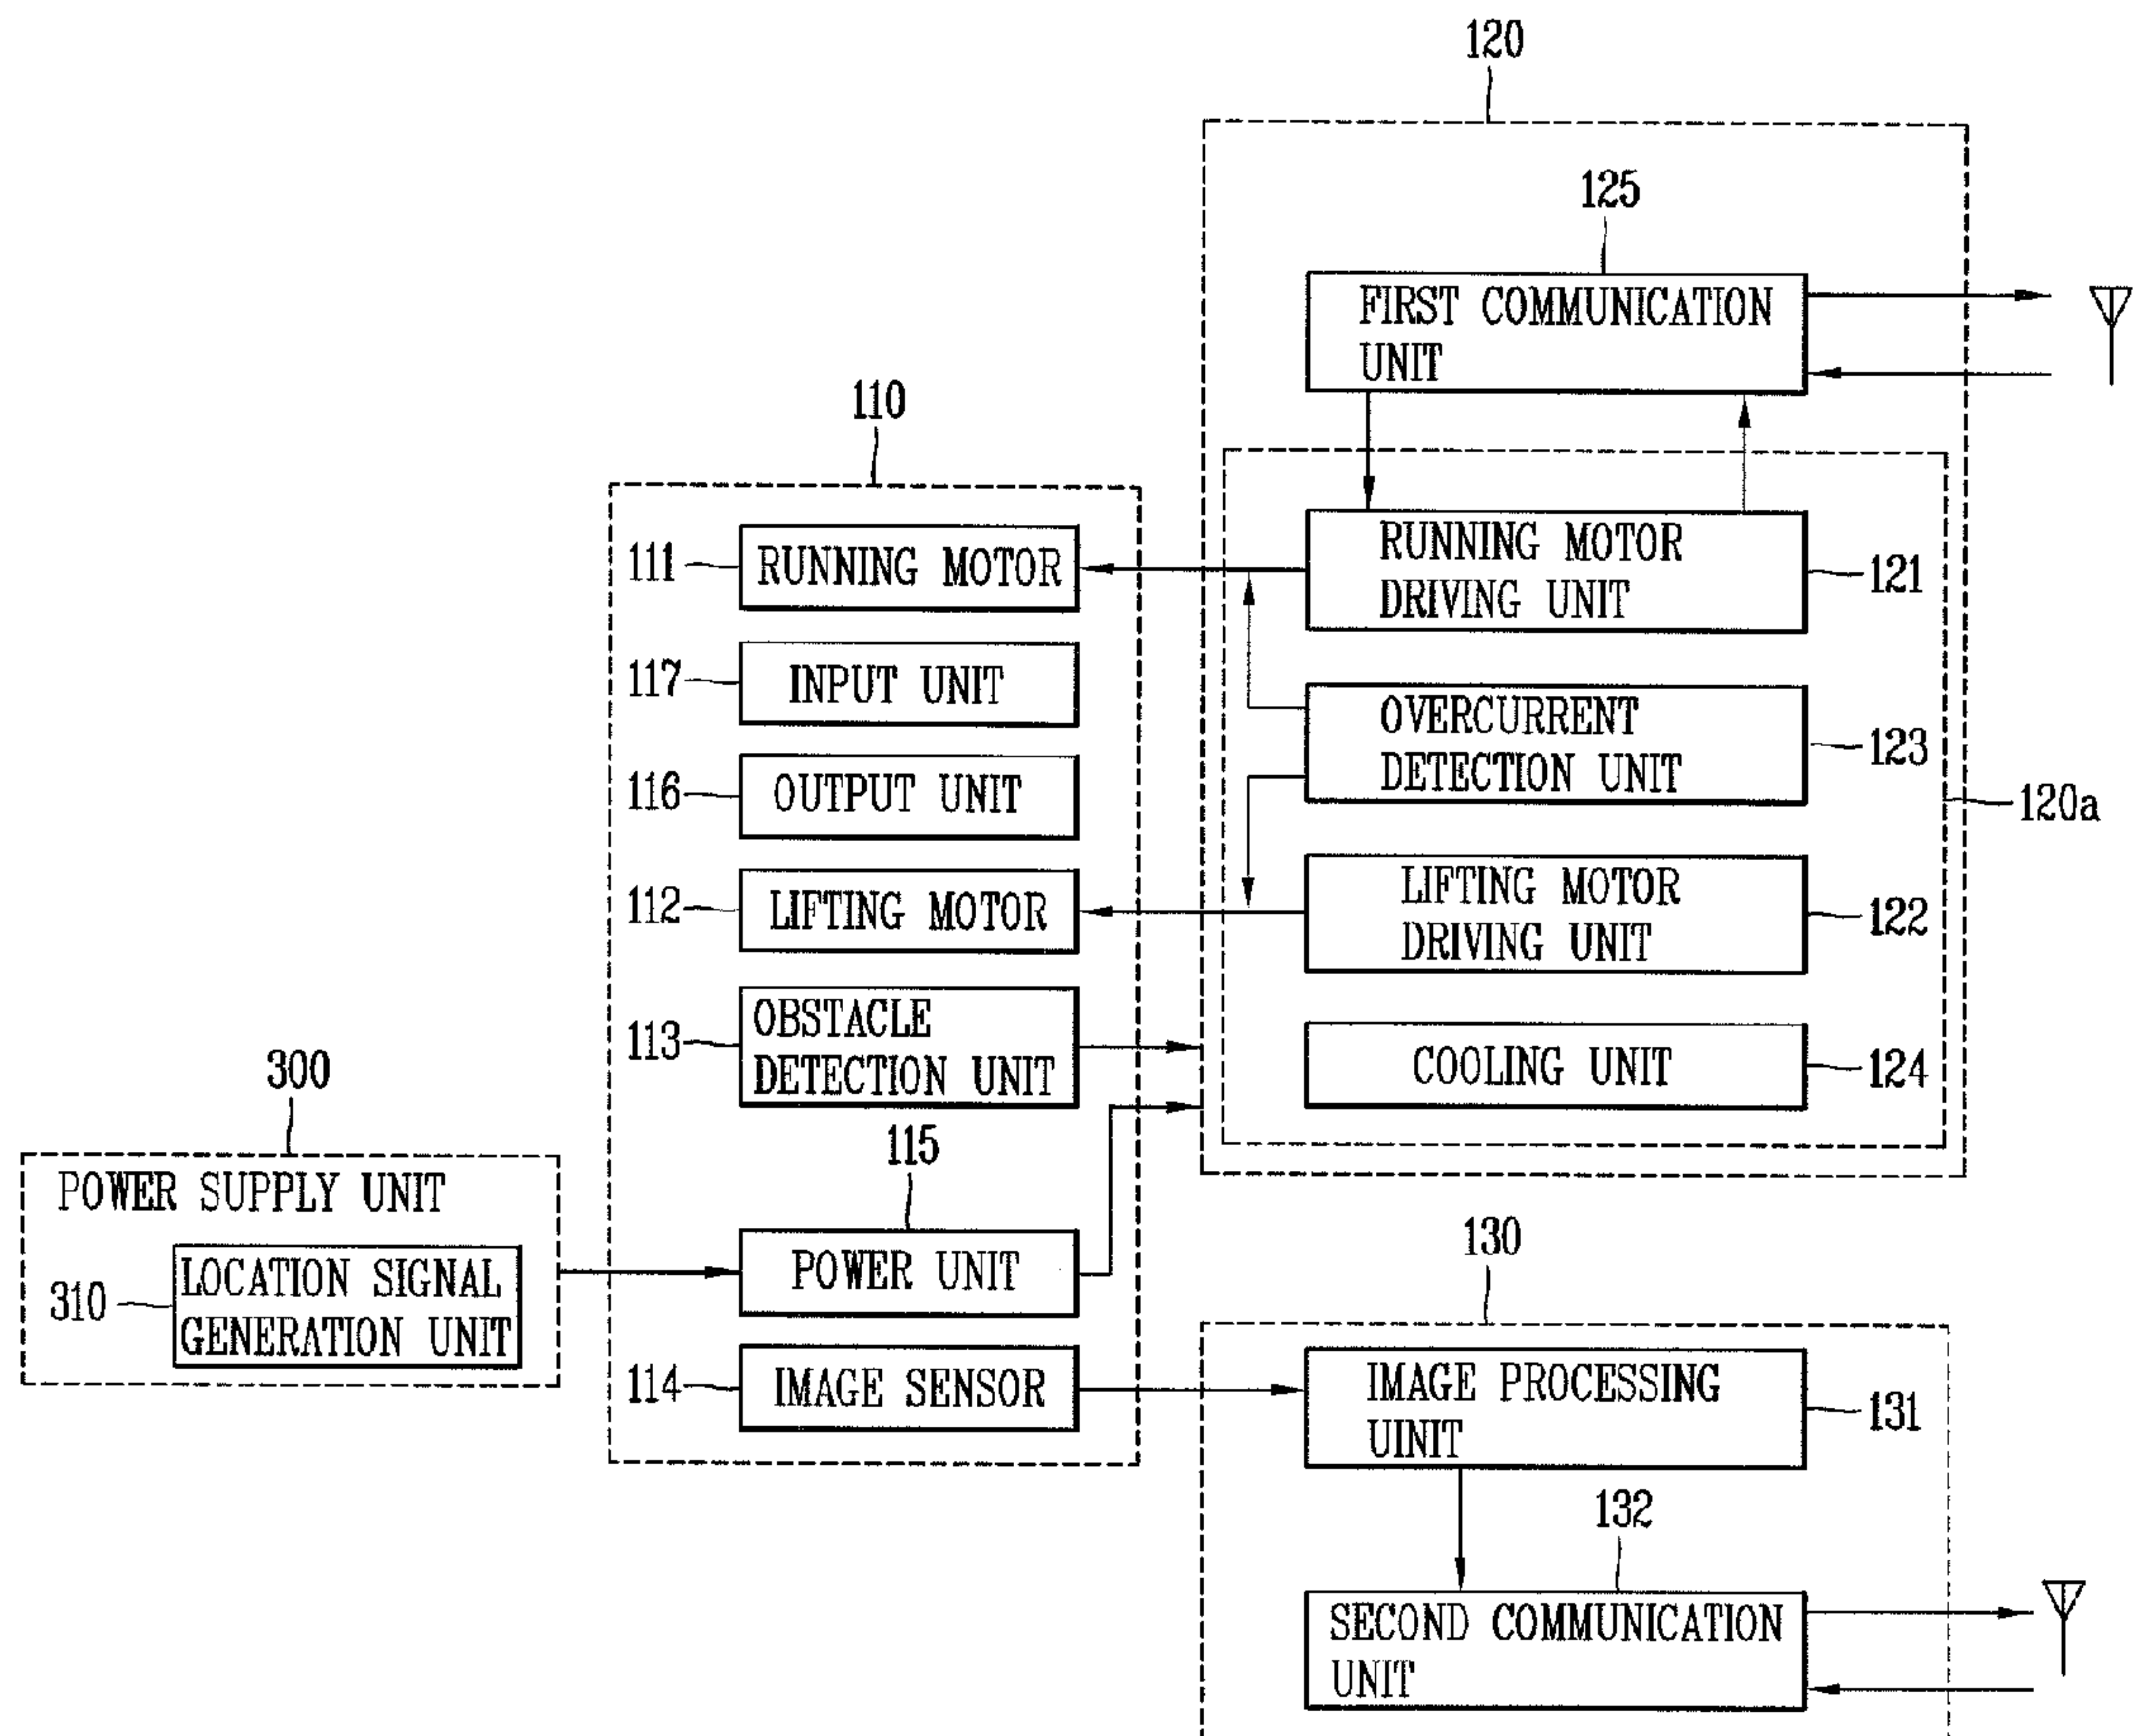 120
125
FIRST COMMUNICATION
UNIT
110
111
RUNNING MOTOR
RUNNING MOTOR
DRIVING UNIT
121
117
INPUT UNIT
OVERCURRENT
DETECTION UNIT
123
116
OUTPUT UNIT
120a
112
LIFTING MOTOR
LIFTING MOTOR
DRIVING UNIT
122
113
OBSTACLE
DETECTION UNIT
COOLING UNIT
124
300
POWER SUPPLY UNIT
115
POWER UNIT
310
LOCATION SIGNAL
GENERATION UNIT
130
114
IMAGE SENSOR
IMAGE PROCESSING
UINIT
131
132
SECOND COMMUNICATION
UNIT